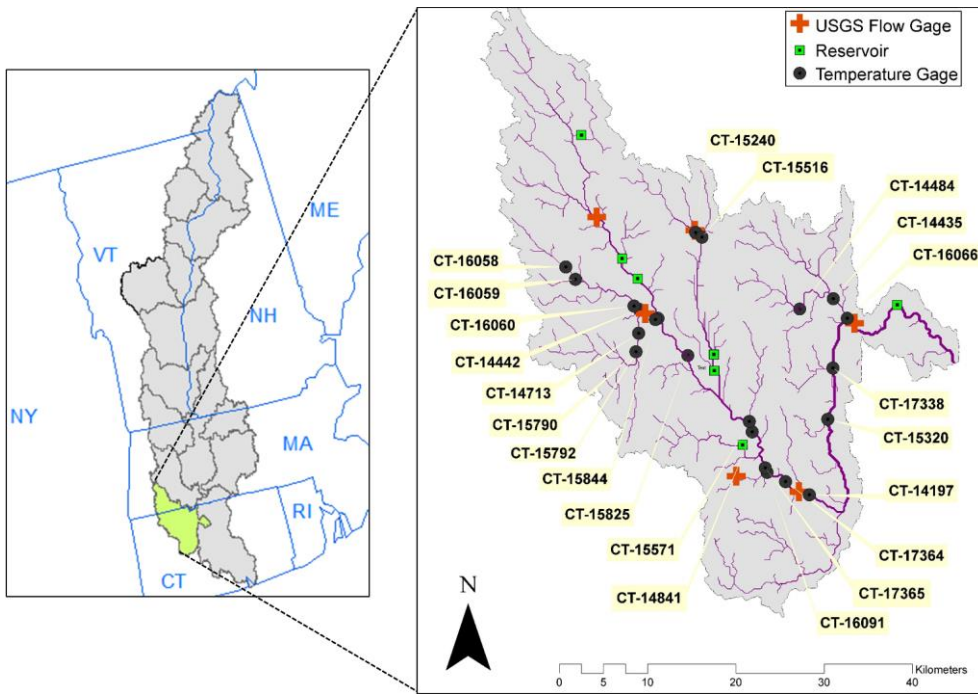 ME
VT
NH
NY
MA
RI
CT
USGS Flow Gage
Reservoir
Temperature Gage
CT-15240
CT-15516
CT-14484
CT-14435
CT-16066
CT-16058
CT-16059
CT-16060
CT-14442
CT-14713
CT-15790
CT-15792
CT-15844
CT-15825
CT-15571
CT-14841
CT-17338
CT-15320
CT-14197
CT-17364
CT-17365
CT-16091
N
Kilometers
0 5 10 20 30 40